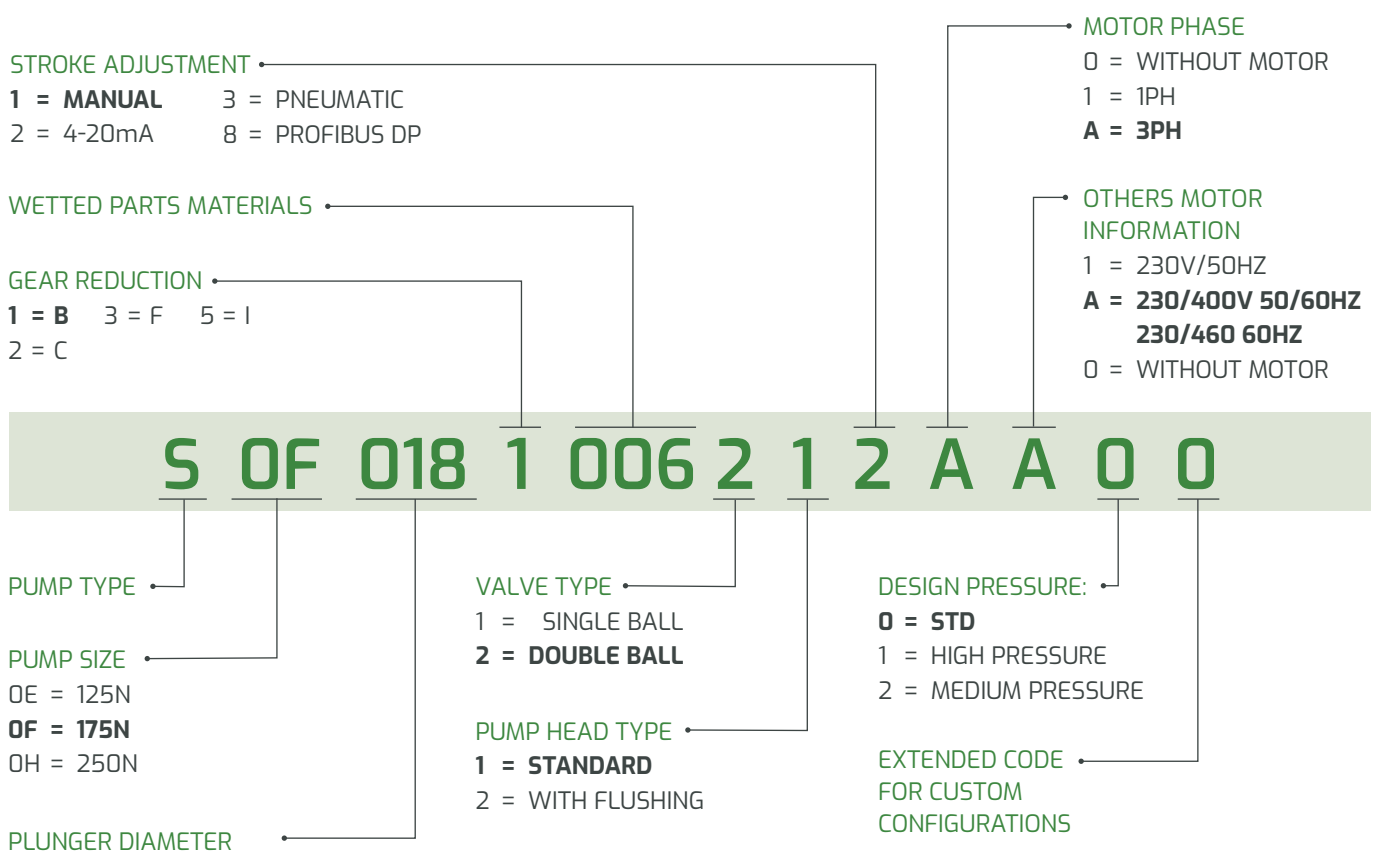 STROKE ADJUSTMENT
1 = MANUAL 3 = PNEUMATIC
2 = 4-20mA 8 = PROFIBUS DP
WETTED PARTS MATERIALS
GEAR REDUCTION
1 = B 3 = F 5 = I
2 = C
MOTOR PHASE
0 = WITHOUT MOTOR
1 = 1PH
A = 3PH
OTHERS MOTOR
INFORMATION
1 = 230V/50HZ
A = 230/400V 50/60HZ
230/460 60HZ
0 = WITHOUT MOTOR
S 0F 018 1 006 2 1 2 A A 0 0
PUMP TYPE
PUMP SIZE
0E = 125N
0F = 175N
0H = 250N
PLUNGER DIAMETER
VALVE TYPE
1 = SINGLE BALL
2 = DOUBLE BALL
PUMP HEAD TYPE
1 = STANDARD
2 = WITH FLUSHING
DESIGN PRESSURE:
0 = STD
1 = HIGH PRESSURE
2 = MEDIUM PRESSURE
EXTENDED CODE
FOR CUSTOM
CONFIGURATIONS